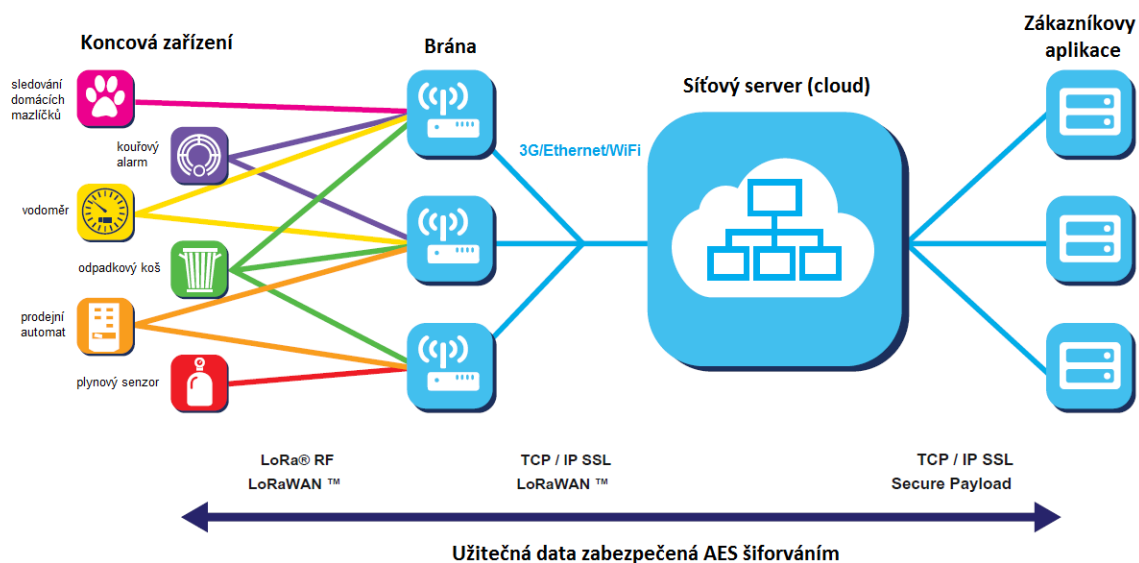 Koncová zařízení
Brána
Síťový server (cloud)
Zákazníkovy
aplikace
sledování
domácích
mazlíčků
kouřový
alarm
vodoměr
odpadkový koš
prodejní
automat
plynový senzor
3G/Ethernet/WiFi
LoRa® RF
LoRaWAN ™
TCP / IP SSL
LoRaWAN ™
TCP / IP SSL
Secure Payload
Užitečná data zabezpečená AES šiforváním